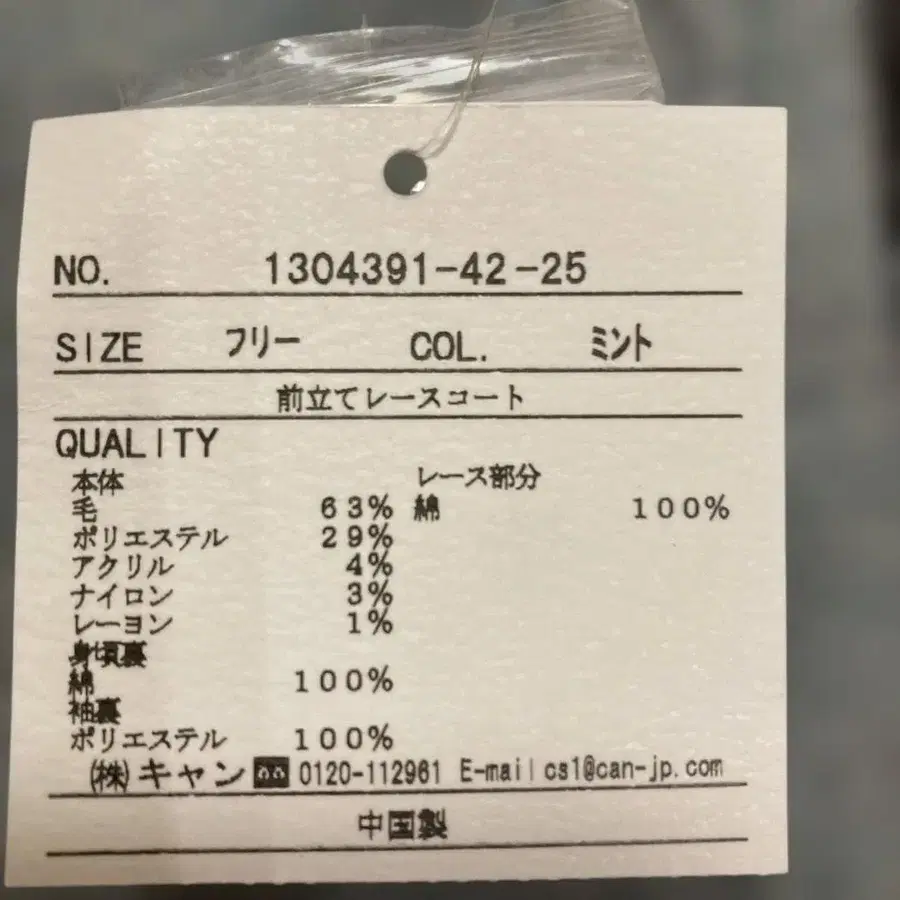 NO. 1304391-42-25
SIZE フリー COL. ミント
前立てレースコート
QUALITY
本体 レース部分
毛 63% 綿 100%
ポリエステル 29%
アクリル 4%
ナイロン 3%
レーヨン 1%
身頃裏
綿 100%
袖裏
ポリエステル 100%
㈱キャン 0120-112961 E-mail cs1@can-jp.com
中国製